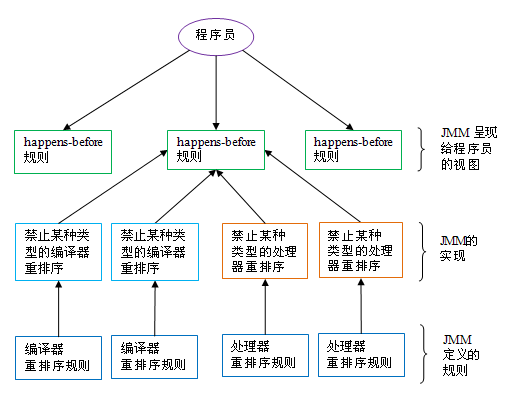 程序员
happens-before
规则
happens-before
规则
happens-before
规则
JMM 呈现
给程序员
的视图
禁止某种类
型的编译器
重排序
禁止某种类
型的编译器
重排序
禁止某种
类型的处理
器重排序
禁止某种
类型的处理
器重排序
JMM的
实现
编译器
重排序规则
编译器
重排序规则
处理器
重排序规则
处理器
重排序规则
JMM
定义的
规则